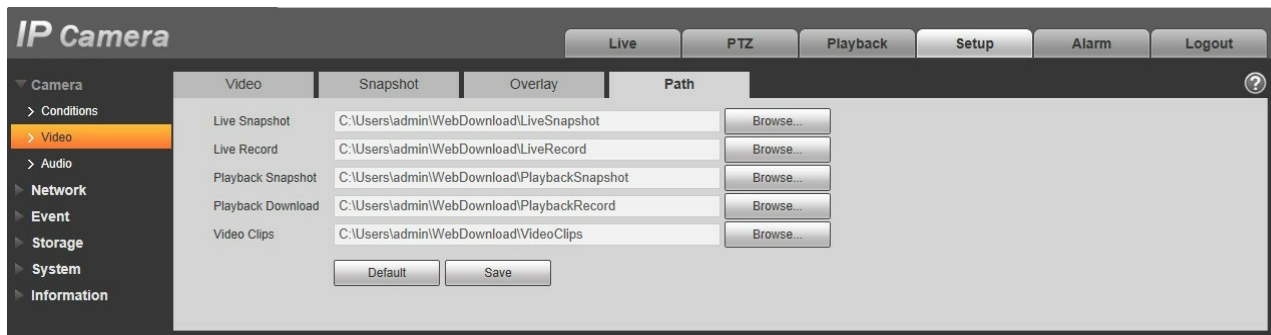 IP Camera
Live PTZ Playback Setup Alarm Logout
Camera
Conditions
Video
Audio
Network
Event
Storage
System
Information
Video Snapshot Overlay Path ?
Live Snapshot C:\Users\admin\WebDownload\LiveSnapshot Browse...
Live Record C:\Users\admin\WebDownload\LiveRecord Browse...
Playback Snapshot C:\Users\admin\WebDownload\PlaybackSnapshot Browse...
Playback Download C:\Users\admin\WebDownload\PlaybackRecord Browse...
Video Clips C:\Users\admin\WebDownload\VideoClips Browse...
Default Save